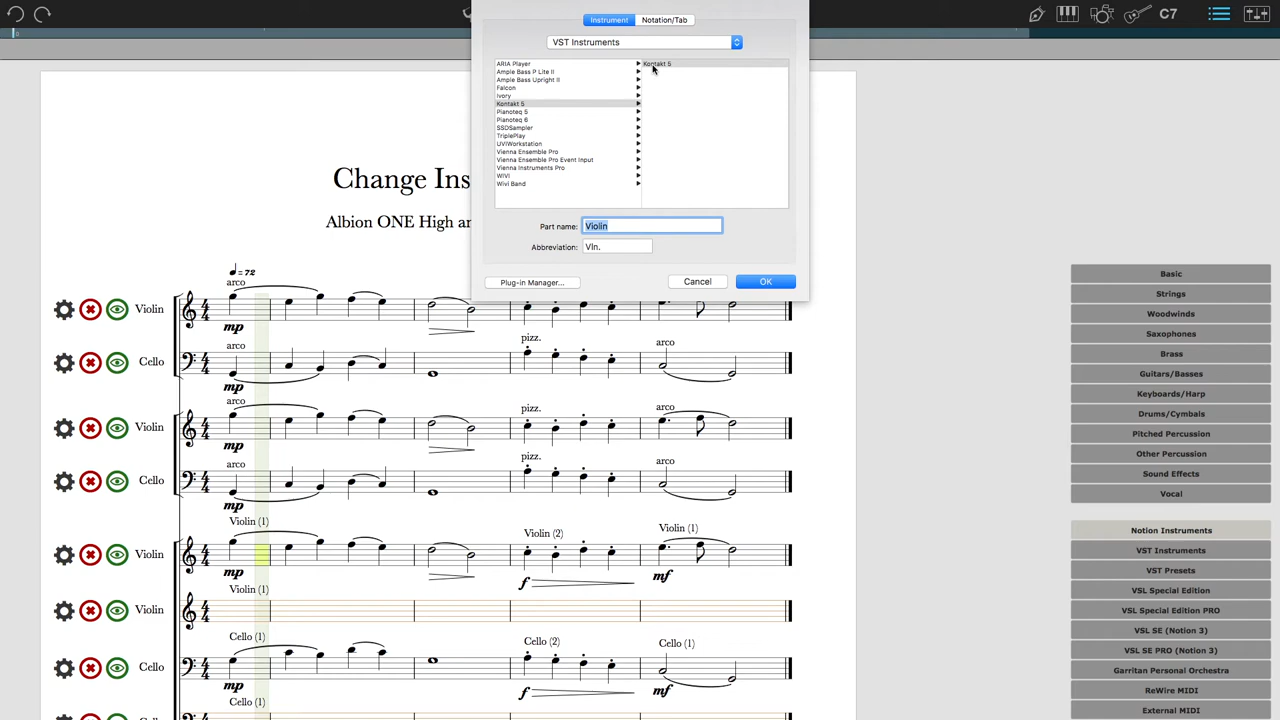 Instrument
Notation/Tab
C7
VST Instruments
ARIA Player
Ample Bass P Lite II
Ample Bass Upright II
Falcon
ivory
Kontakt 5
Pianoteq 5
Pianoteq 6
SSDSampler
TriplePlay
UVIWorkstation
Vienna Ensemble Pro
Vienna Ensemble Pro Event Input
Vienna Instruments Pro
WIVI
Wivi Band
Kontakt 5
Part name: Violin
Abbreviation: Vln.
Plug-in Manager...
Cancel
OK
Change Ins
Albion ONE High an
= 72
arco
Violin
mp
pizz.
arco
arco
Cello
mp
pizz.
arco
arco
Violin
mp
pizz.
arco
arco
Cello
mp
Violin (1)
Violin (2)
Violin (1)
Violin
mp
f
mf
Violin (1)
Violin
Cello (1)
Cello (2)
Cello (1)
Cello
mp
f
mf
Cello (1)
Basic
Strings
Woodwinds
Saxophones
Brass
Guitars/Basses
Keyboards/Harp
Drums/Cymbals
Pitched Percussion
Other Percussion
Sound Effects
Vocal
Notion Instruments
VST Instruments
VST Presets
VSL Special Edition
VSL Special Edition PRO
VSL SE (Notion 3)
VSL SE PRO (Notion 3)
Garritan Personal Orchestra
ReWire MIDI
External MIDI